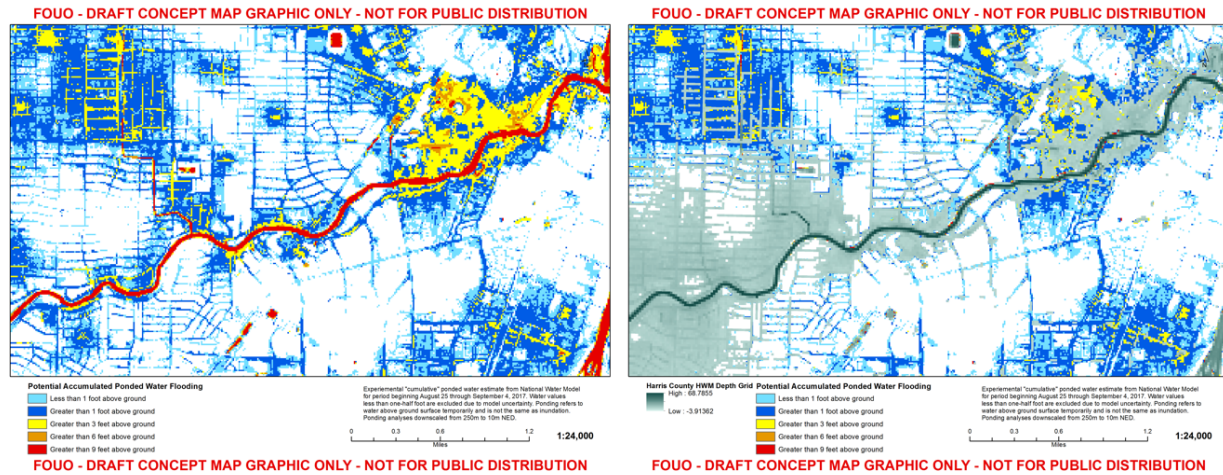 FOUO - DRAFT CONCEPT MAP GRAPHIC ONLY - NOT FOR PUBLIC DISTRIBUTION
Potential Accumulated Ponded Water Flooding
Less than 1 foot above ground
Greater than 1 foot above ground
Greater than 3 feet above ground
Greater than 6 feet above ground
Greater than 9 feet above ground
Experimental "cumulative" ponded water estimate from National Water Model
for period beginning August 25 through September 4, 2017. Water values
less than one-half foot are excluded due to model uncertainty. Ponding refers to
water above ground surface temporarily and is not the same as inundation.
Ponding analyses downscaled from 250m to 10m NED.
0 0.3 0.6 1.2
Miles
1:24,000
FOUO - DRAFT CONCEPT MAP GRAPHIC ONLY - NOT FOR PUBLIC DISTRIBUTION
FOUO - DRAFT CONCEPT MAP GRAPHIC ONLY - NOT FOR PUBLIC DISTRIBUTION
Harris County HWM Depth Grid
High : 68.7855
Low : -3.91362
Potential Accumulated Ponded Water Flooding
Less than 1 foot above ground
Greater than 1 foot above ground
Greater than 3 feet above ground
Greater than 6 feet above ground
Greater than 9 feet above ground
Experimental "cumulative" ponded water estimate from National Water Model
for period beginning August 25 through September 4, 2017. Water values
less than one-half foot are excluded due to model uncertainty. Ponding refers to
water above ground surface temporarily and is not the same as inundation.
Ponding analyses downscaled from 250m to 10m NED.
0 0.3 0.6 1.2
Miles
1:24,000
FOUO - DRAFT CONCEPT MAP GRAPHIC ONLY - NOT FOR PUBLIC DISTRIBUTION